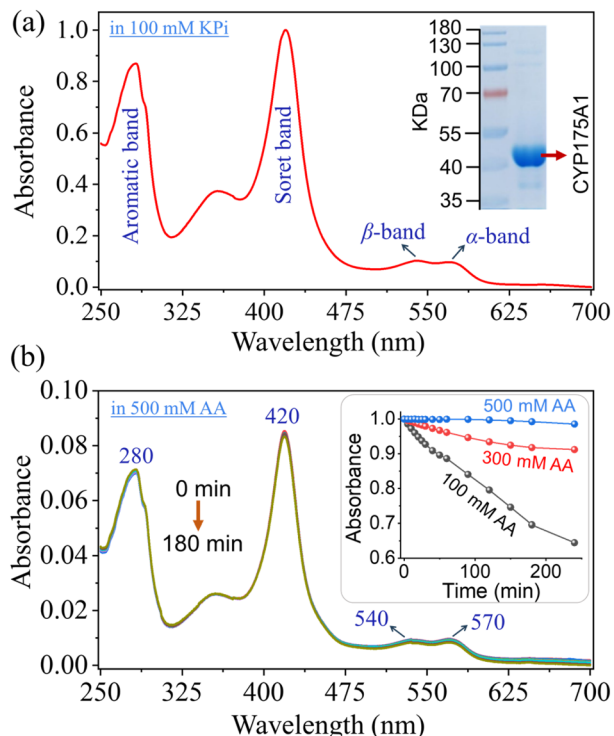 (a)
in 100 mM KPi
Absorbance
1.0
0.8
0.6
0.4
0.2
0.0
Aromatic band
Soret band
β-band
α-band
KDa
180
130
100
70
55
40
35
CYP175A1
250 325 400 475 550 625 700
Wavelength (nm)
(b)
in 500 mM AA
Absorbance
0.10
0.08
0.06
0.04
0.02
0.00
280
420
0 min
180 min
540
570
Absorbance
1.0
0.9
0.8
0.7
0.6
500 mM AA
300 mM AA
100 mM AA
0 100 200
Time (min)
250 325 400 475 550 625 700
Wavelength (nm)